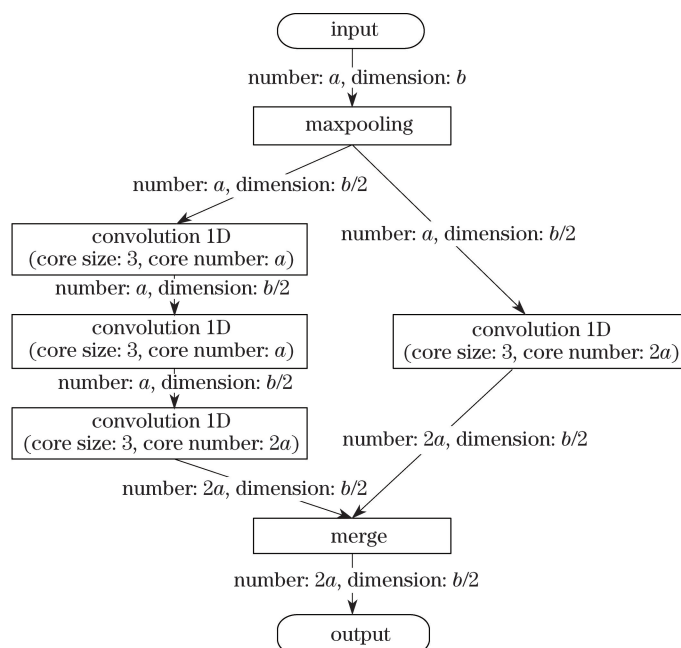 input
number: a, dimension: b
maxpooling
number: a, dimension: b/2
number: a, dimension: b/2
convolution 1D
(core size: 3, core number: a)
number: a, dimension: b/2
convolution 1D
(core size: 3, core number: a)
convolution 1D
(core size: 3, core number: 2a)
number: a, dimension: b/2
convolution 1D
(core size: 3, core number: 2a)
number: 2a, dimension: b/2
number: 2a, dimension: b/2
merge
number: 2a, dimension: b/2
output